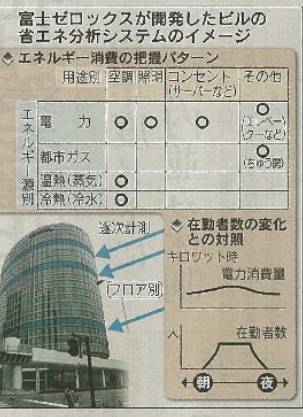 富士ゼロックスが開発したビルの
省エネ分析システムのイメージ
エネルギー消費の把握パターン
用途別 空調 照明 コンセント(サーバーなど) その他
エネルギー源別
電力 ○ ○ ○ ○(エレベーターなど)
都市ガス ○(ちゅう房)
温熱(蒸気) ○
冷熱(冷水) ○
逐次計測
フロア別
在勤者数の変化
との対照
キロワット時
電力消費量
人
在勤者数
朝 夜